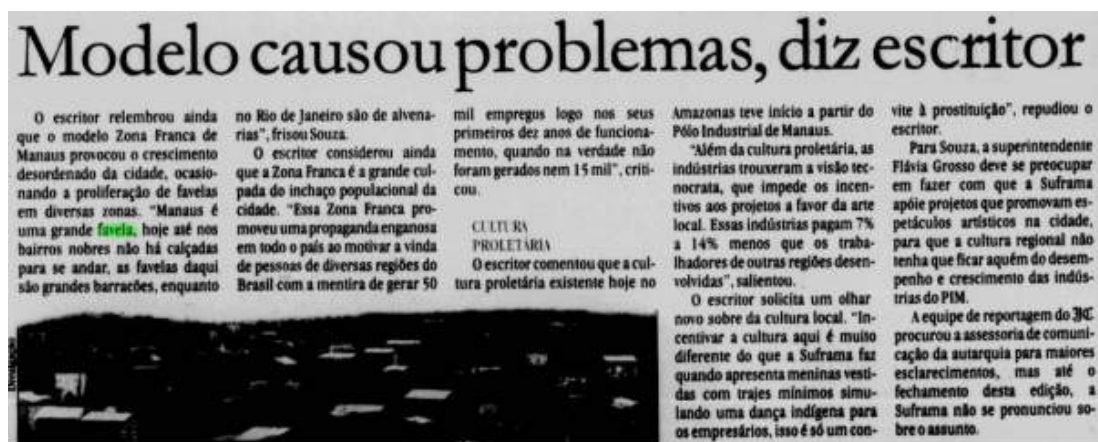 Modelo causou problemas, diz escritor
O escritor relembrou ainda
que o modelo Zona Franca de
Manaus provocou o crescimento
desordenado da cidade, ocasio-
nando a proliferação de favelas
em diversas zonas. "Manaus é
uma grande favela, hoje até nos
bairros nobres não há calçadas
para se andar, as favelas daqui
são grandes barracões, enquanto
no Rio de Janeiro são de alvena-
rias", frisou Souza.
O escritor considerou ainda
que a Zona Franca é a grande cul-
pada do inchaço populacional da
cidade. "Essa Zona Franca pro-
moveu uma propaganda enganosa
em todo o país ao motivar a vinda
de pessoas de diversas regiões do
Brasil com a mentira de gerar 50
mil empregus logo nos seus
primeiros dez anos de funciona-
mento, quando na verdade não
foram gerados nem 15 mil", criti-
cou.
CULTURA
PROLETÁRIA
O escritor comentou que a cul-
tura proletária existente hoje no
Amazonas teve início a partir do
Pólo Industrial de Manaus.
"Além da cultura proletária, as
indústrias trouxeram a visão tec-
nocrata, que impede os incen-
tivos aos projetos a favor da arte
local. Essas indústrias pagam 7%
a 14% menos que os traba-
lhadores de outras regiões desen-
volvidas", salientou.
O escritor solicita um olhar
novo sobre da cultura local. "In-
centivar a cultura aqui é muito
diferente do que a Suframa faz
quando apresenta meninas vesti-
das com trajes mínimos simu-
lando uma dança indígena para
os empresários, isso é só um con-
vite à prostituição", repudiou o
escritor.
Para Souza, a superintendente
Flávia Grosso deve se preocupar
em fazer com que a Suframa
apóie projetos que promovam es-
petáculos artísticos na cidade,
para que a cultura regional não
tenha que ficar aquém do desem-
penho e crescimento das indús-
trias do PIM.
A equipe de reportagem do JC
procurou a assessoria de comuni-
cação da autarquia para maiores
esclarecimentos, mas até o
fechamento desta edição, a
Suframa não se pronunciou so-
bre o assunto.